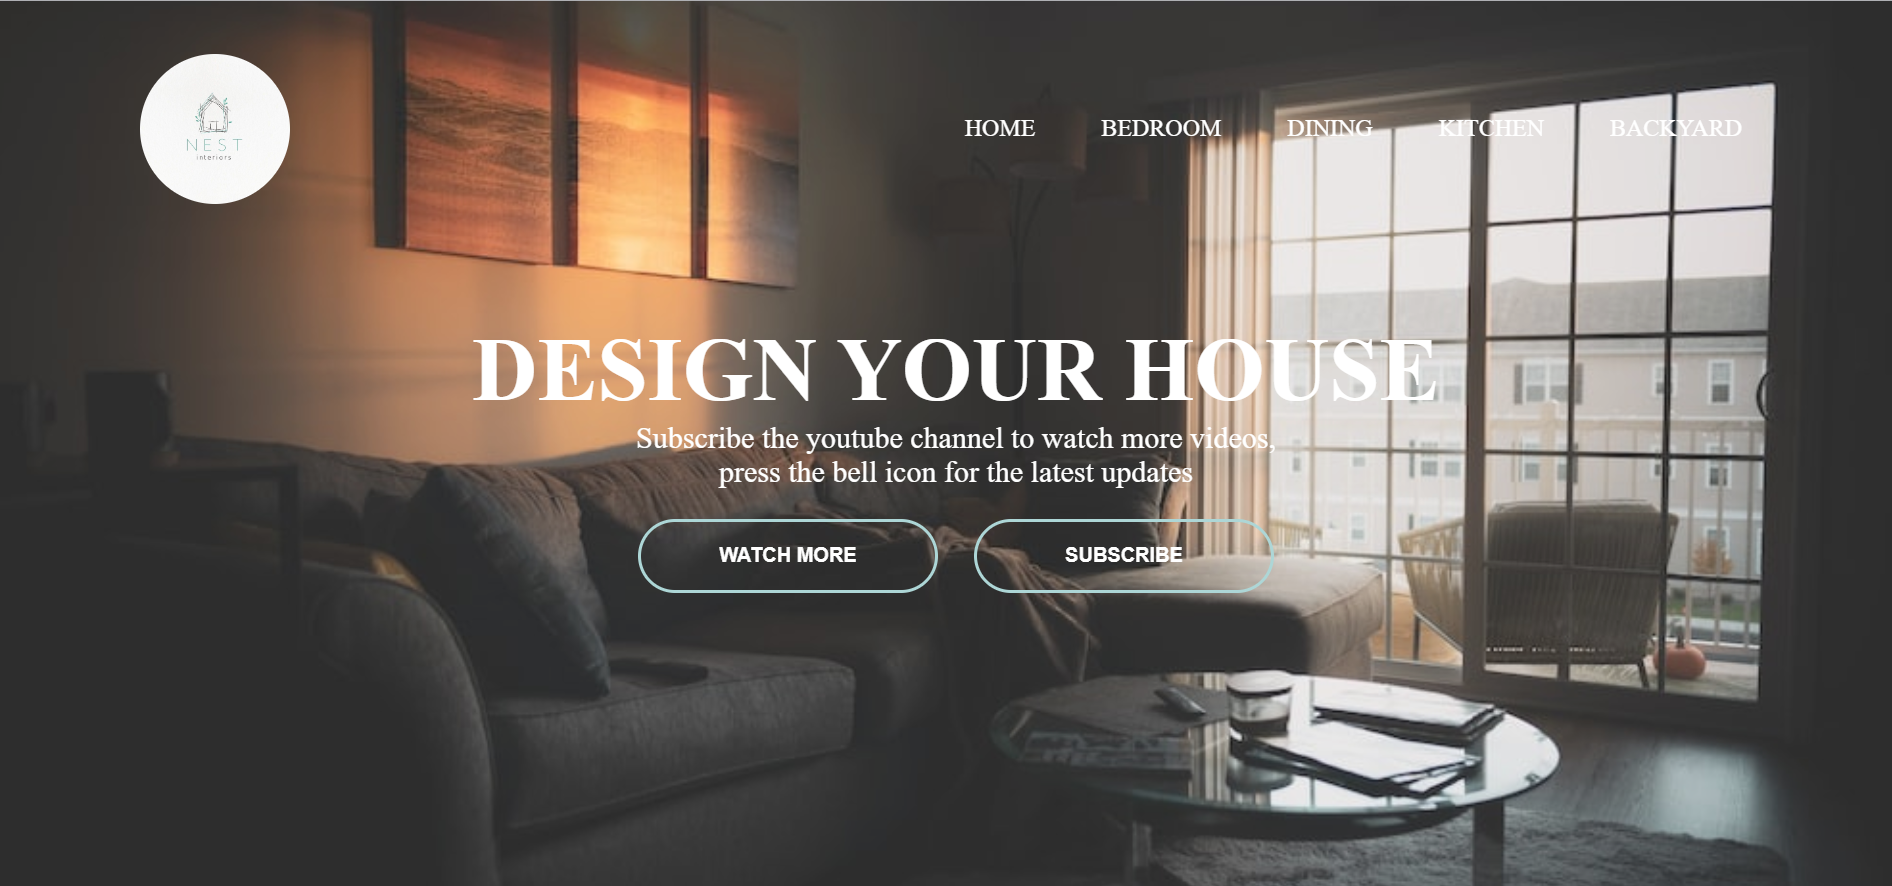 NEST
interiors
HOME BEDROOM DINING KITCHEN BACKYARD
DESIGN YOUR HOUSE
Subscribe the youtube channel to watch more videos,
press the bell icon for the latest updates
WATCH MORE SUBSCRIBE